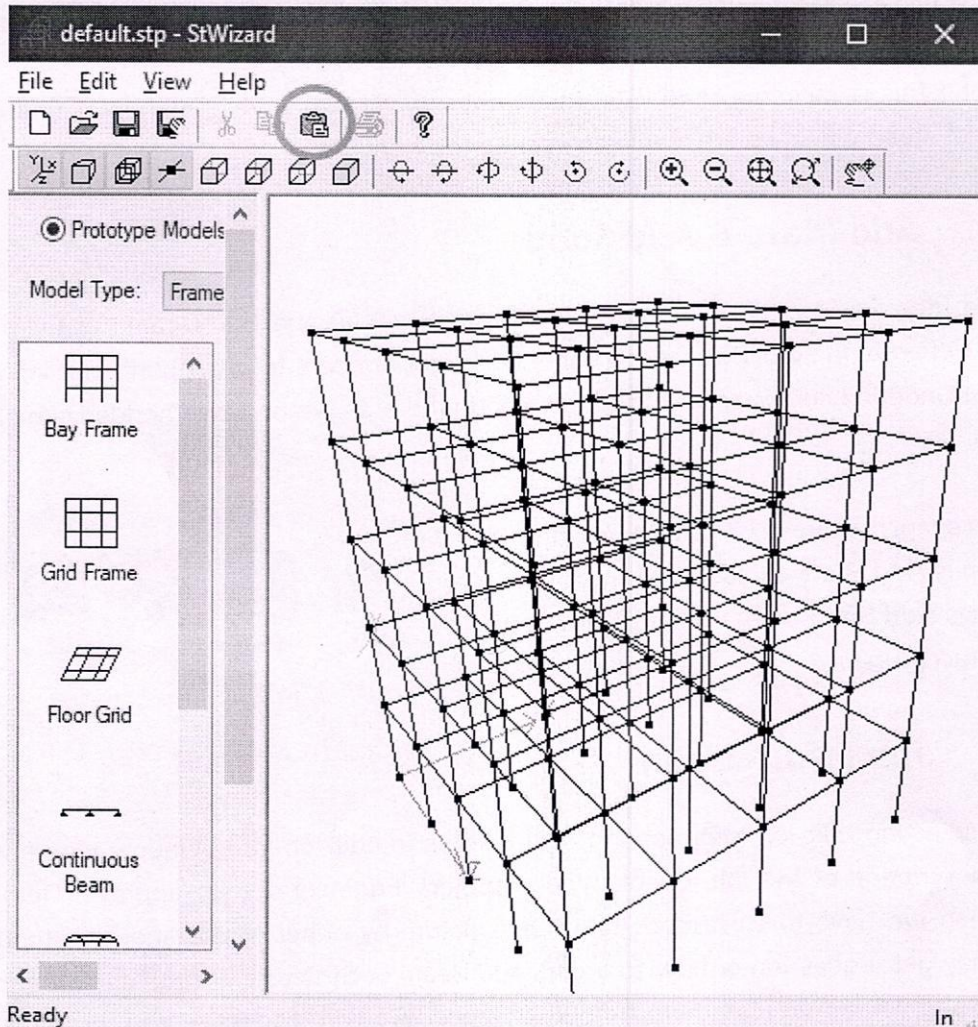 default.stp - StWizard
File Edit View Help
Prototype Models
Model Type: Frame
Bay Frame
Grid Frame
Floor Grid
Continuous
Beam
Ready
In